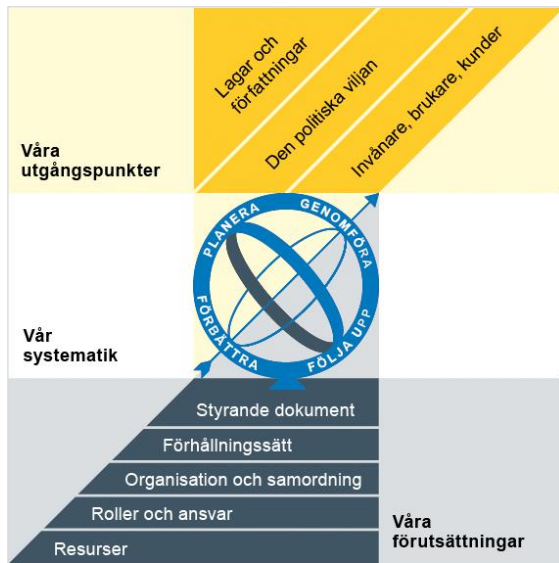 Lagar och
författningar
Den politiska viljan
Invånare, brukare, kunder
Våra
utgångspunkter
PLANERA
GENOMFÖRA
FÖRBÄTTRA
FÖLJA UPP
Vår
systematik
Styrande dokument
Förhållningssätt
Organisation och samordning
Roller och ansvar
Resurser
Våra
förutsättningar